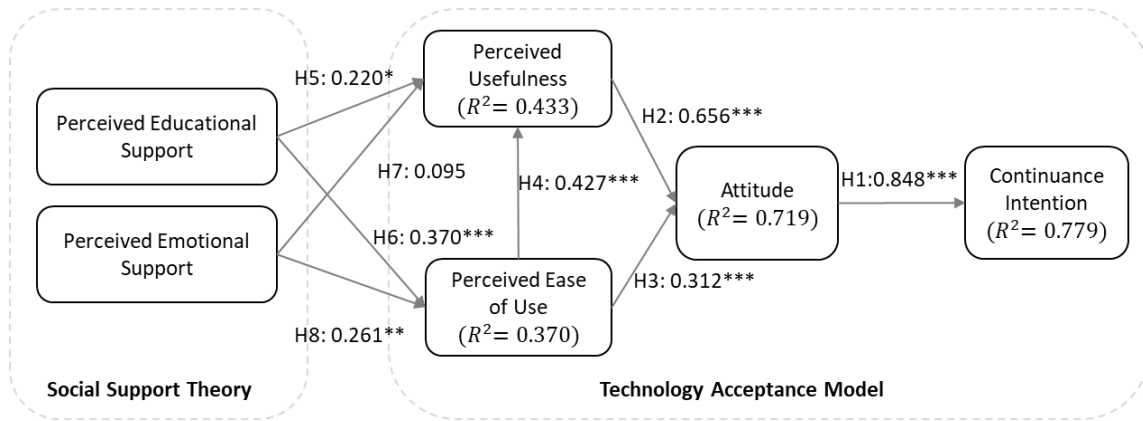 Perceived Educational
Support
Perceived Emotional
Support
Social Support Theory
H5: 0.220*
H7: 0.095
H6: 0.370***
H8: 0.261**
Perceived
Usefulness
(R²= 0.433)
H4: 0.427***
Perceived Ease
of Use
(R²= 0.370)
H2: 0.656***
H3: 0.312***
Attitude
(R²= 0.719)
H1:0.848***
Continuance
Intention
(R²= 0.779)
Technology Acceptance Model